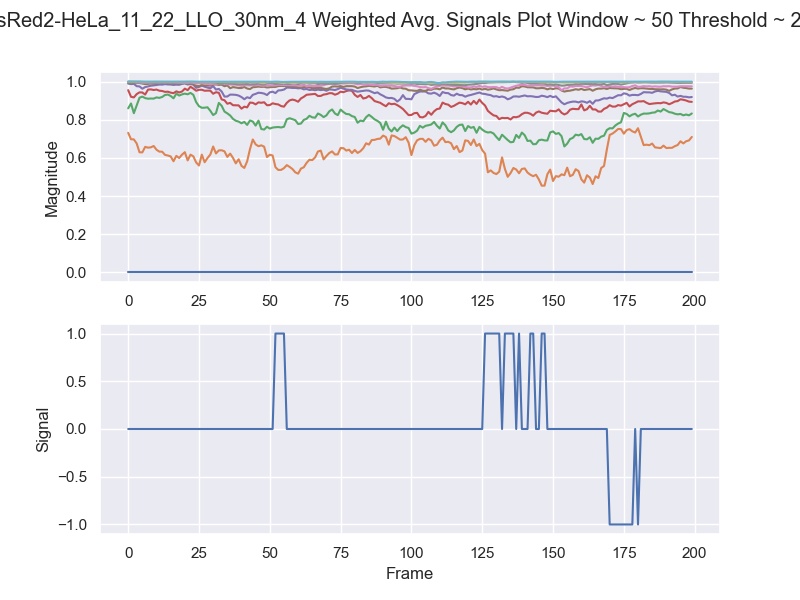 sRed2-HeLa_11_22_LLO_30nm_4 Weighted Avg. Signals Plot Window ~ 50 Threshold ~ 2
1.0
0.8
0.6
0.4
0.2
0.0
Magnitude
0 25 50 75 100 125 150 175 200
1.0
0.5
0.0
−0.5
−1.0
Signal
0 25 50 75 100 125 150 175 200
Frame